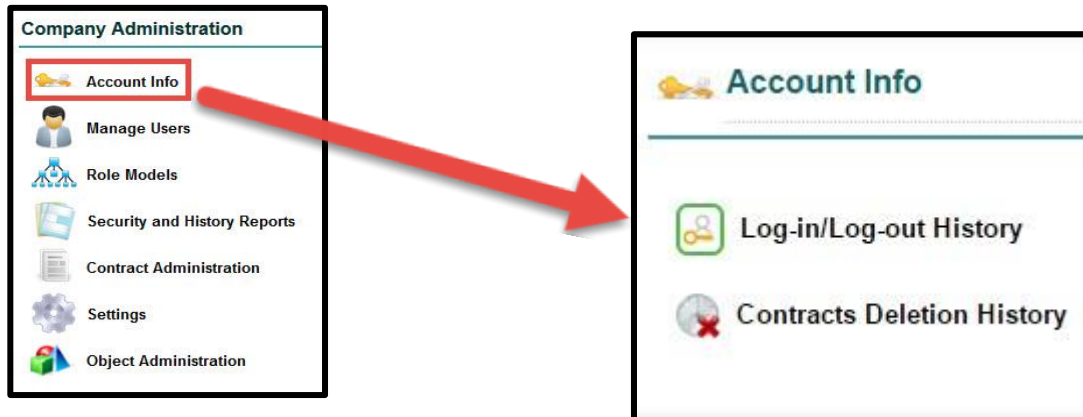 Company Administration
Account Info
Manage Users
Role Models
Security and History Reports
Contract Administration
Settings
Object Administration
Account Info
Log-in/Log-out History
Contracts Deletion History